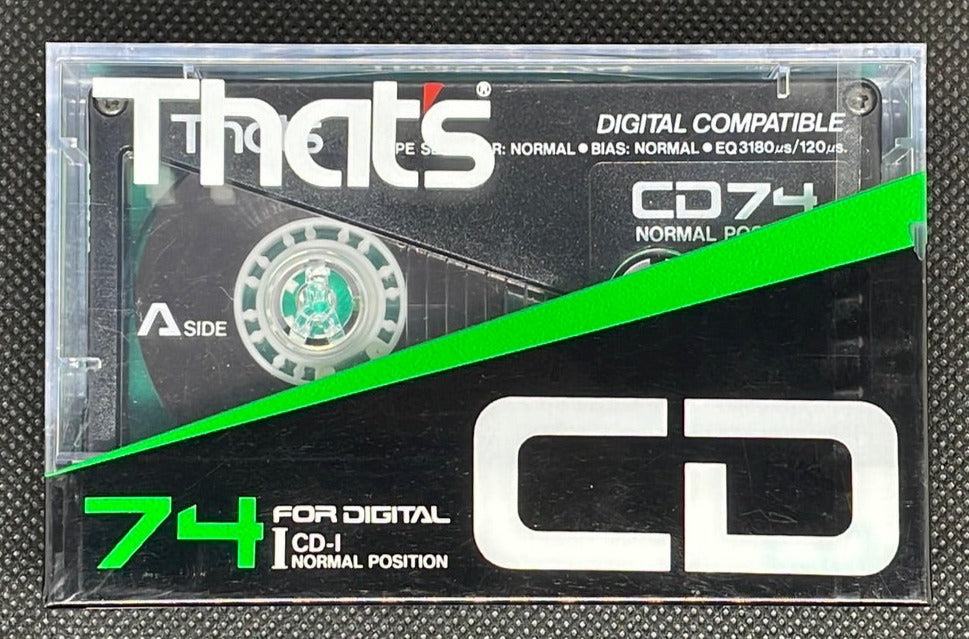 That's®
That's
DIGITAL COMPATIBLE
R: NORMAL ● BIAS: NORMAL ● EQ 3180μs/120μs.
CD74
NORMAL
A SIDE
CD
74 FOR DIGITAL
I CD-I
NORMAL POSITION